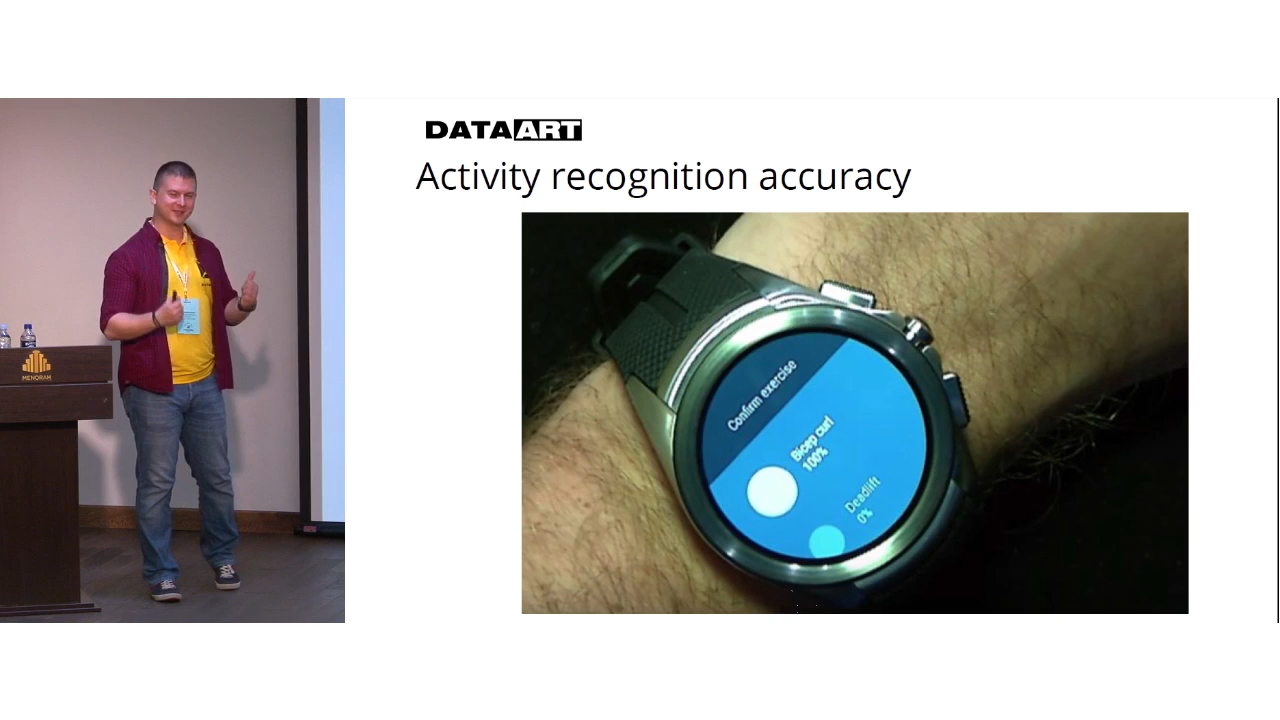 DATAART
Activity recognition accuracy
Confirm exercise
Bicep curl
100%
Deadlift
0%
MENORAH